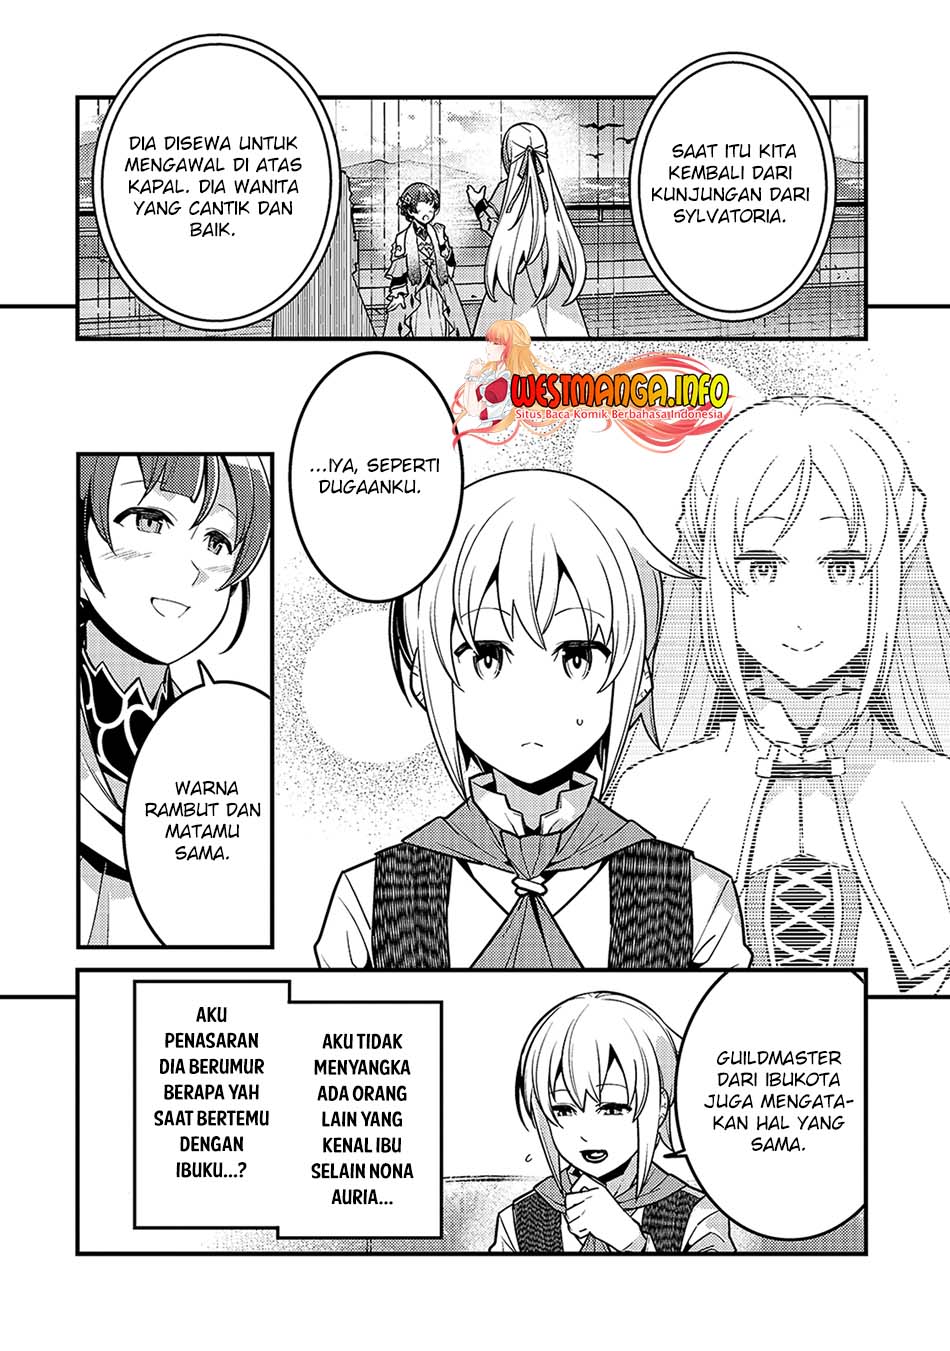 SAAT ITU KITA
KEMBALI DARI
KUNJUNGAN DARI
SYLVATORIA.
DIA DISEWA UNTUK
MENGAWAL DI ATAS
KAPAL. DIA WANITA
YANG CANTIK DAN
BAIK.
WESTMANGA.INFO
Situs Baca Komik Berbahasa Indonesia
...IYA, SEPERTI
DUGAANKU.
WARNA
RAMBUT DAN
MATAMU
SAMA.
GUILDMASTER
DARI IBUKOTA
JUGA MENGATA-
KAN HAL YANG
SAMA.
AKU TIDAK
MENYANGKA
ADA ORANG
LAIN YANG
KENAL IBU
SELAIN NONA
AURIA...
AKU
PENASARAN
DIA BERUMUR
BERAPA YAH
SAAT BERTEMU
DENGAN
IBUKU...?